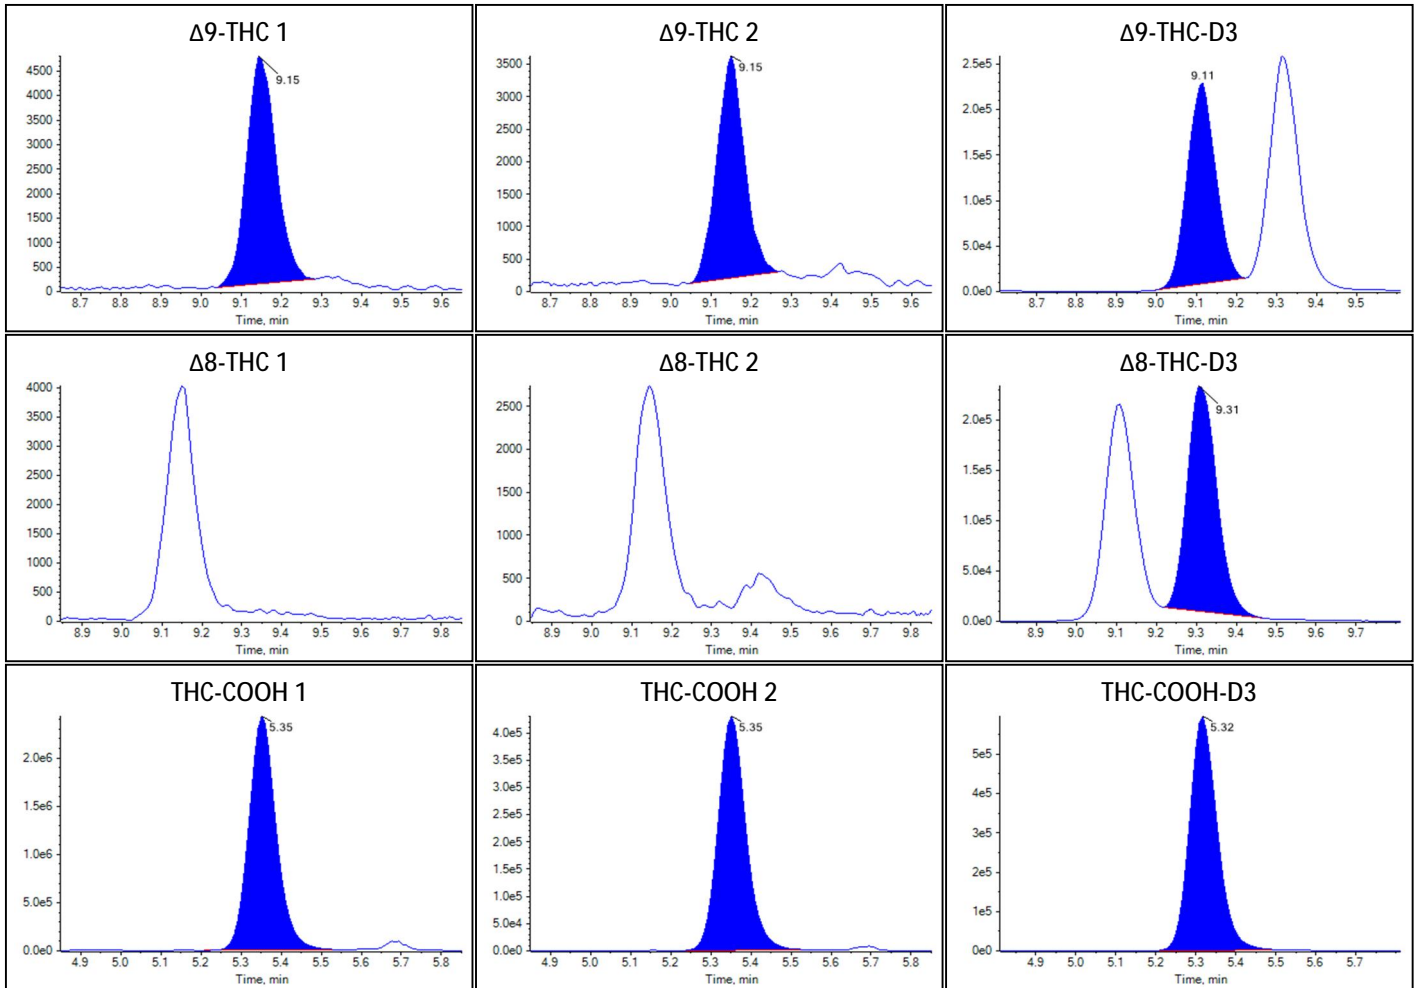 Δ9-THC 1
4500
4000
3500
3000
2500
2000
1500
1000
500
0
9.15
8.7 8.8 8.9 9.0 9.1 9.2 9.3 9.4 9.5 9.6
Time, min
Δ9-THC 2
3500
3000
2500
2000
1500
1000
500
0
9.15
8.7 8.8 8.9 9.0 9.1 9.2 9.3 9.4 9.5 9.6
Time, min
Δ9-THC-D3
2.5e5
2.0e5
1.5e5
1.0e5
5.0e4
0.0e0
9.11
8.7 8.8 8.9 9.0 9.1 9.2 9.3 9.4 9.5
Time, min
Δ8-THC 1
4000
3500
3000
2500
2000
1500
1000
500
0
8.9 9.0 9.1 9.2 9.3 9.4 9.5 9.6 9.7 9.8
Time, min
Δ8-THC 2
2500
2000
1500
1000
500
0
8.9 9.0 9.1 9.2 9.3 9.4 9.5 9.6 9.7 9.8
Time, min
Δ8-THC-D3
2.0e5
1.5e5
1.0e5
5.0e4
0.0e0
9.31
8.9 9.0 9.1 9.2 9.3 9.4 9.5 9.6 9.7
Time, min
THC-COOH 1
2.0e6
1.5e6
1.0e6
5.0e5
0.0e0
5.35
4.9 5.0 5.1 5.2 5.3 5.4 5.5 5.6 5.7 5.8
Time, min
THC-COOH 2
4.0e5
3.5e5
3.0e5
2.5e5
2.0e5
1.5e5
1.0e5
5.0e4
0.0e0
5.35
4.9 5.0 5.1 5.2 5.3 5.4 5.5 5.6 5.7 5.8
Time, min
THC-COOH-D3
5e5
4e5
3e5
2e5
1e5
0e0
5.32
4.9 5.0 5.1 5.2 5.3 5.4 5.5 5.6 5.7
Time, min